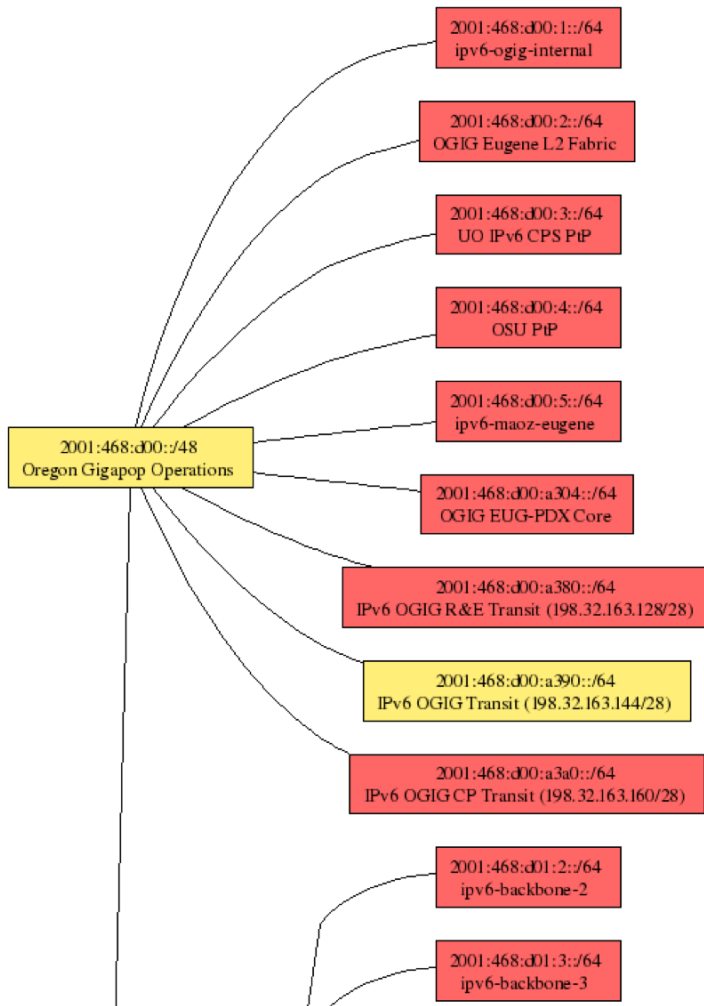 2001:468:d00:1::/64
ipv6-ogig-internal
2001:468:d00:2::/64
OGIG Eugene L2 Fabric
2001:468:d00:3::/64
UO IPv6 CPS PtP
2001:468:d00:4::/64
OSU PtP
2001:468:d00::/48
Oregon Gigapop Operations
2001:468:d00:5::/64
ipv6-maoz-eugene
2001:468:d00:a304::/64
OGIG EUG-PDX Core
2001:468:d00:a380::/64
IPv6 OGIG R&E Transit (198.32.163.128/28)
2001:468:d00:a390::/64
IPv6 OGIG Transit (198.32.163.144/28)
2001:468:d00:a3a0::/64
IPv6 OGIG CP Transit (198.32.163.160/28)
2001:468:d01:2::/64
ipv6-backbone-2
2001:468:d01:3::/64
ipv6-backbone-3